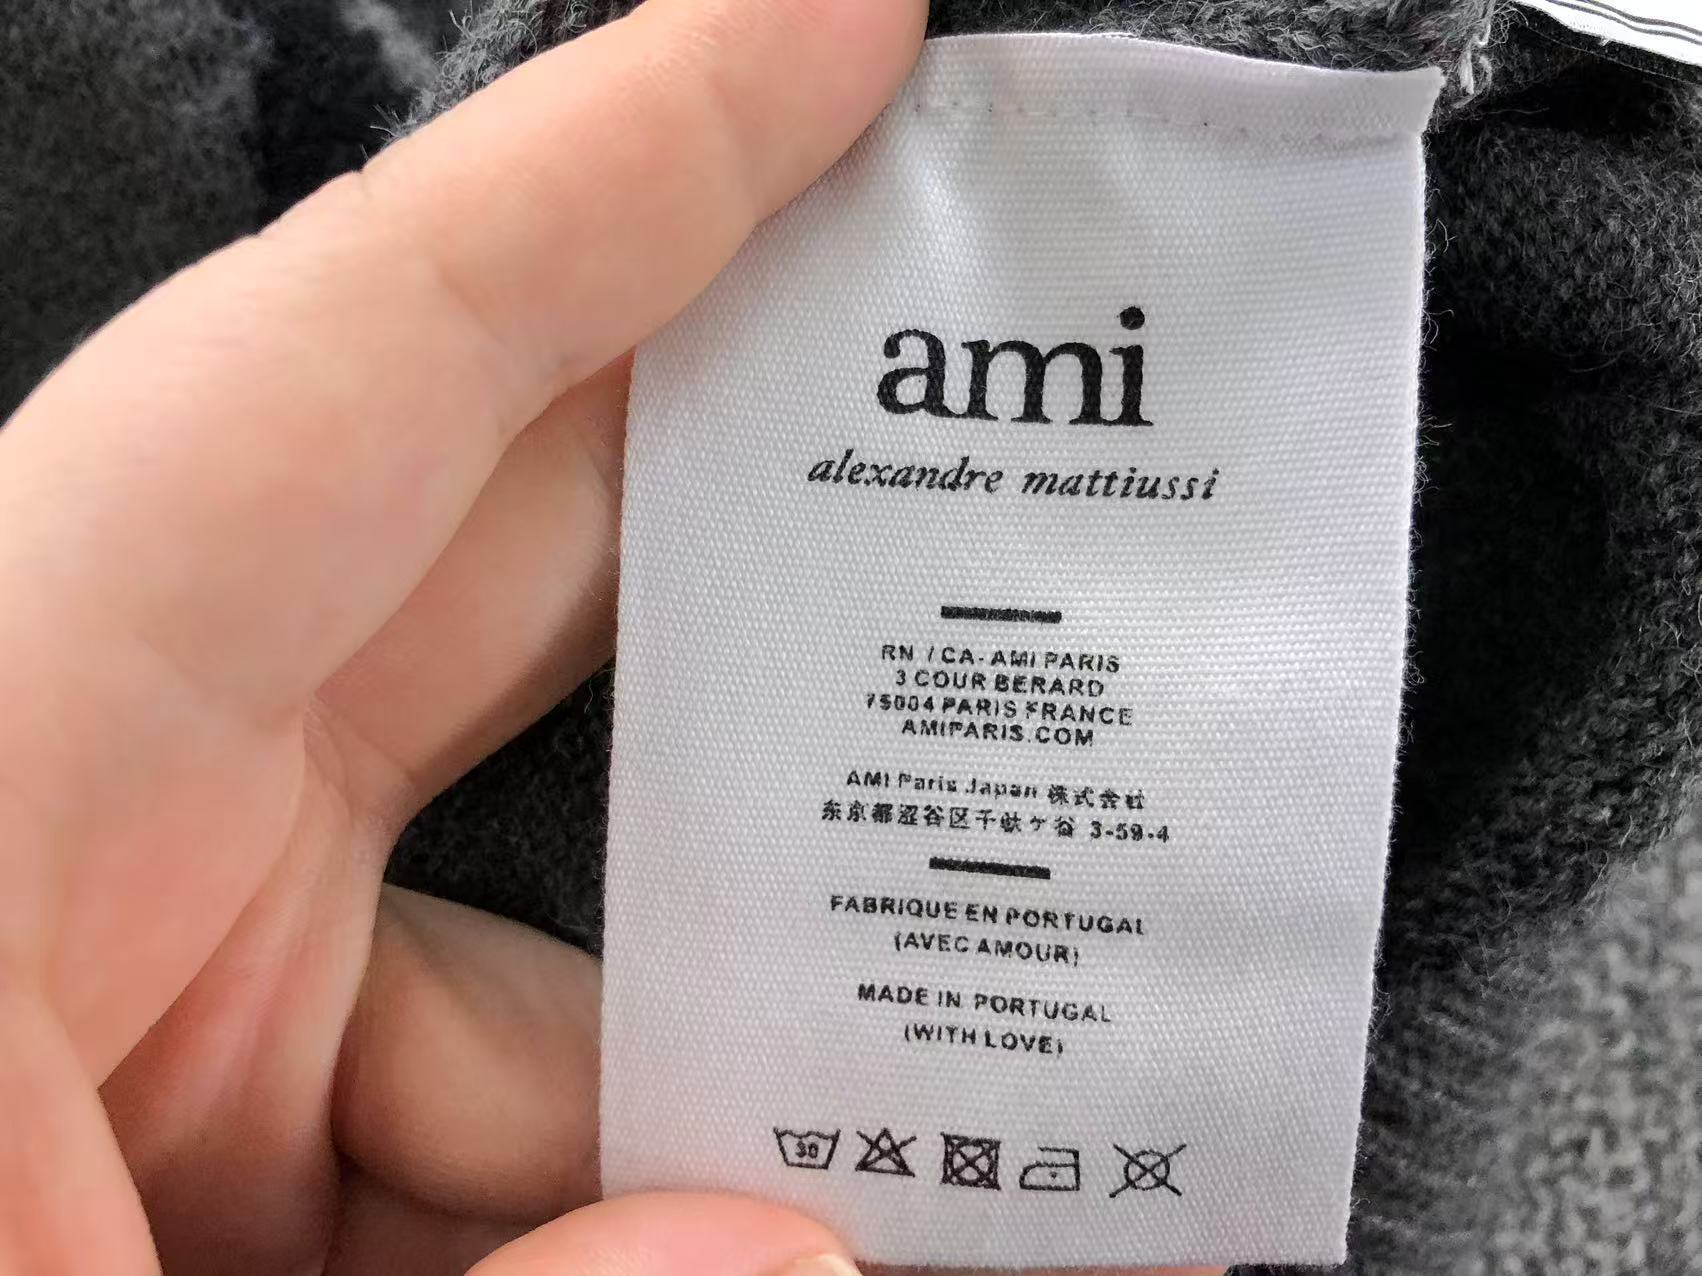 ami
alexandre mattiussi
RN / CA- AMI PARIS
3 COUR BERARD
75004 PARIS FRANCE
AMIPARIS.COM
AMI Paris Japan 株式会社
东京都涩谷区千駄ヶ谷 3-59-4
FABRIQUE EN PORTUGAL
(AVEC AMOUR)
MADE IN PORTUGAL
(WITH LOVE)
30